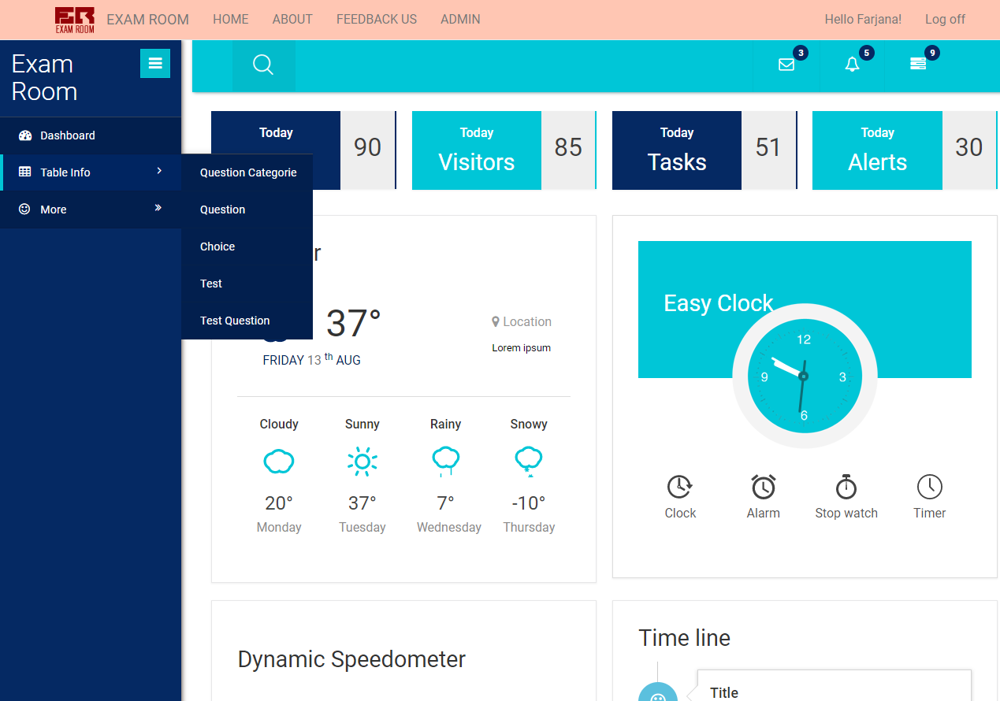 EXAM ROOM
EXAM ROOM HOME ABOUT FEEDBACK US ADMIN Hello Farjana! Log off
Exam
Room
3 5 9
Dashboard
Table Info
More
Question Categorie
Question
Choice
Test
Test Question
Today
90
Today
Visitors
85
Today
Tasks
51
Today
Alerts
30
37°
Location
Lorem ipsum
FRIDAY 13 th AUG
Cloudy Sunny Rainy Snowy
20° 37° 7° -10°
Monday Tuesday Wednesday Thursday
Easy Clock
12
9 3
6
Clock Alarm Stop watch Timer
Dynamic Speedometer
Time line
Title